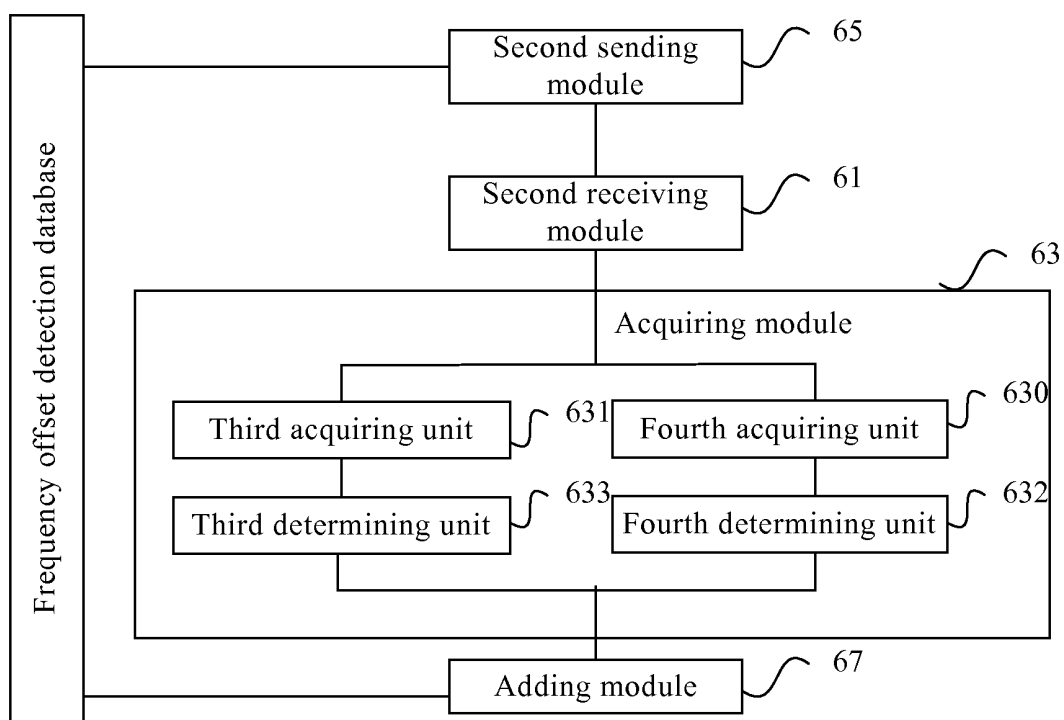 Frequency offset detection database
Second sending
module
65
Second receiving
module
61
63
Acquiring module
Third acquiring unit
631
Fourth acquiring unit
630
Third determining unit
633
Fourth determining unit
632
Adding module
67